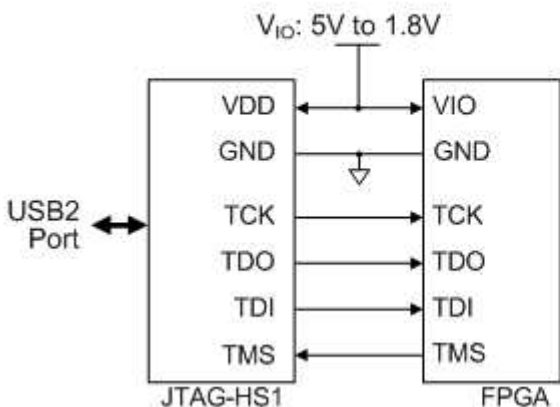 VIO: 5V to 1.8V
VDD VIO
GND GND
USB2
Port
TCK TCK
TDO TDO
TDI TDI
TMS TMS
JTAG-HS1 FPGA